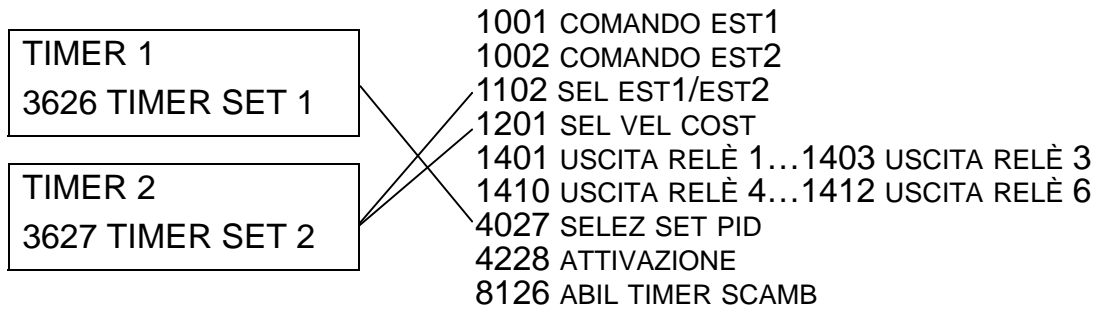 TIMER 1
3626 TIMER SET 1
TIMER 2
3627 TIMER SET 2
1001 COMANDO EST1
1002 COMANDO EST2
1102 SEL EST1/EST2
1201 SEL VEL COST
1401 USCITA RELÈ 1…1403 USCITA RELÈ 3
1410 USCITA RELÈ 4…1412 USCITA RELÈ 6
4027 SELEZ SET PID
4228 ATTIVAZIONE
8126 ABIL TIMER SCAMB